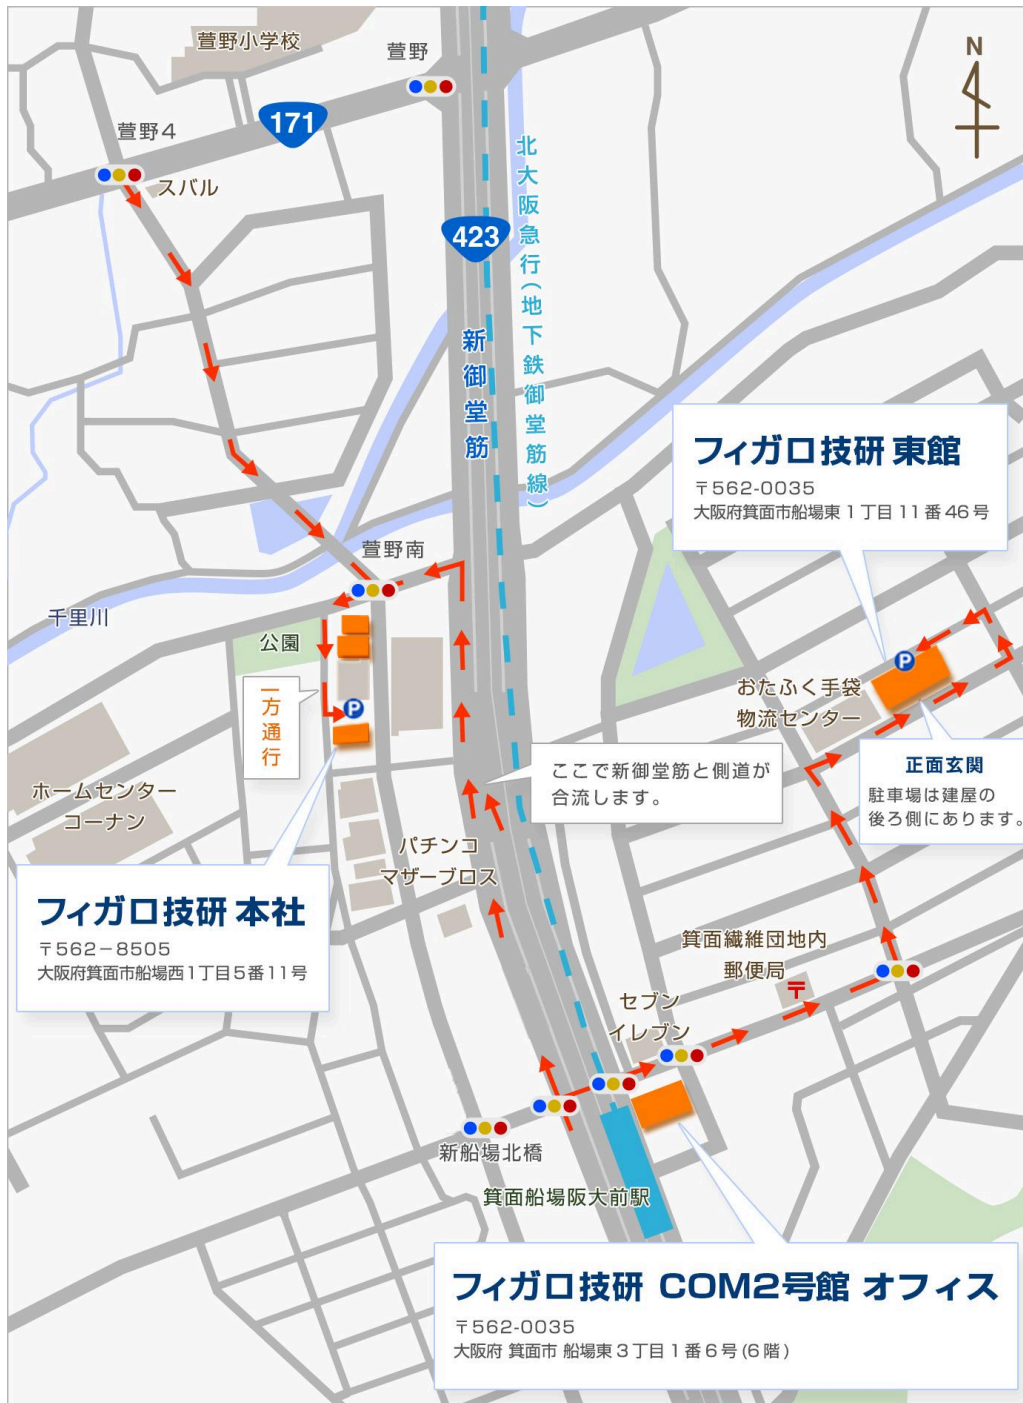 萱野小学校
萱野
N
171
萱野4
スバル
423
北大阪急行(地下鉄御堂筋線)
新御堂筋
フィガロ技研 東館
〒562-0035
大阪府箕面市船場東1丁目11番46号
萱野南
千里川
公園
一方通行
おたふく手袋
物流センター
P
P
正面玄関
駐車場は建屋の
後ろ側にあります。
ここで新御堂筋と側道が
合流します。
ホームセンター
コーナン
パチンコ
マザーブロス
フィガロ技研 本社
〒562−8505
大阪府箕面市船場西1丁目5番11号
箕面繊維団地内
郵便局
〒
セブン
イレブン
新船場北橋
箕面船場阪大前駅
フィガロ技研 COM2号館 オフィス
〒562-0035
大阪府 箕面市 船場東3丁目1番6号(6階)